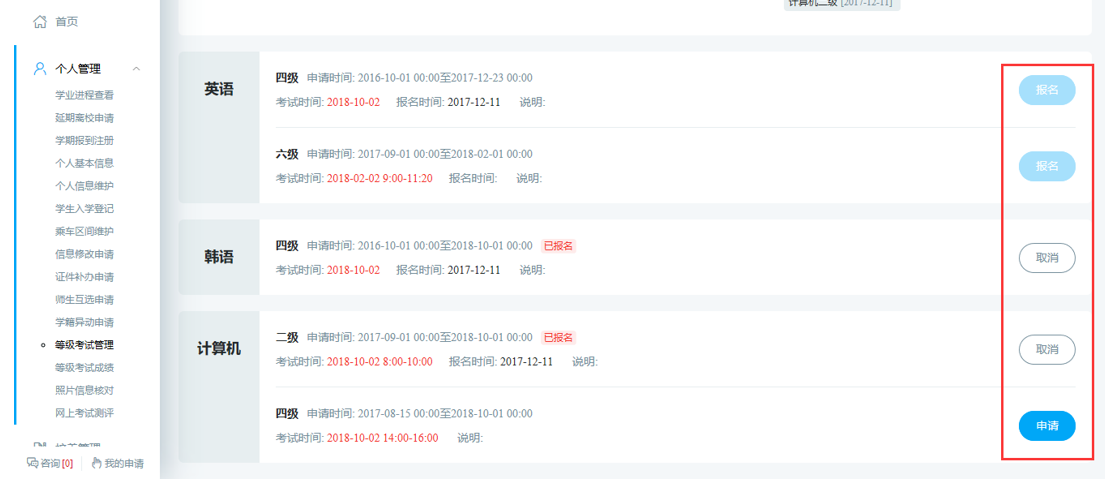 首页
个人管理
学业进程查看
延期离校申请
学期报到注册
个人基本信息
个人信息维护
学生入学登记
乘车区间维护
信息修改申请
证件补办申请
师生互选申请
学籍异动申请
等级考试管理
等级考试成绩
照片信息核对
网上考试测评
咨询[0] 我的申请
计算机二级 [2017-12-11]
英语
四级 申请时间: 2016-10-01 00:00至2017-12-23 00:00
考试时间: 2018-10-02 报名时间: 2017-12-11 说明:
报名
六级 申请时间: 2017-09-01 00:00至2018-02-01 00:00
考试时间: 2018-02-02 9:00-11:20 报名时间: 说明:
报名
韩语
四级 申请时间: 2016-10-01 00:00至2018-10-01 00:00 已报名
考试时间: 2018-10-02 报名时间: 2017-12-11 说明:
取消
计算机
二级 申请时间: 2017-09-01 00:00至2018-10-01 00:00 已报名
考试时间: 2018-10-02 8:00-10:00 报名时间: 2017-12-11 说明:
取消
四级 申请时间: 2017-08-15 00:00至2018-10-01 00:00
考试时间: 2018-10-02 14:00-16:00 说明:
申请